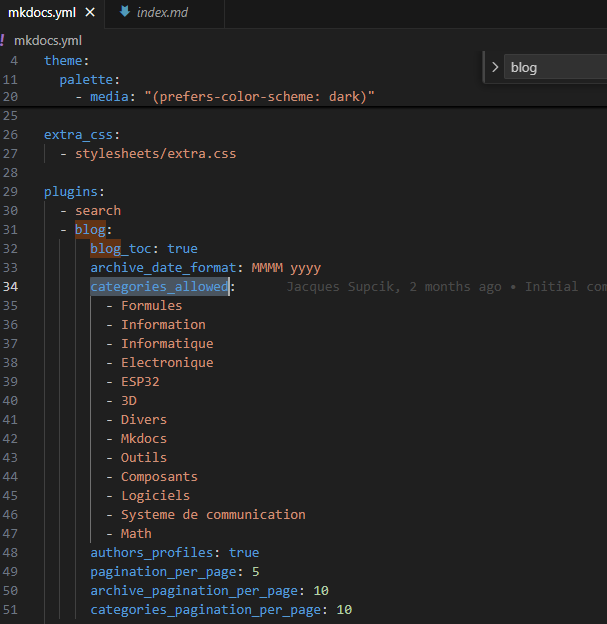 mkdocs.yml
index.md
! mkdocs.yml
4 theme:
11 palette:
20 - media: "(prefers-color-scheme: dark)"
blog
25
26 extra_css:
27 - stylesheets/extra.css
28
29 plugins:
30 - search
31 - blog:
32 blog_toc: true
33 archive_date_format: MMMM yyyy
34 categories_allowed: Jacques Supcik, 2 months ago • Initial com
35 - Formules
36 - Information
37 - Informatique
38 - Electronique
39 - ESP32
40 - 3D
41 - Divers
42 - Mkdocs
43 - Outils
44 - Composants
45 - Logiciels
46 - Systeme de communication
47 - Math
48 authors_profiles: true
49 pagination_per_page: 5
50 archive_pagination_per_page: 10
51 categories_pagination_per_page: 10